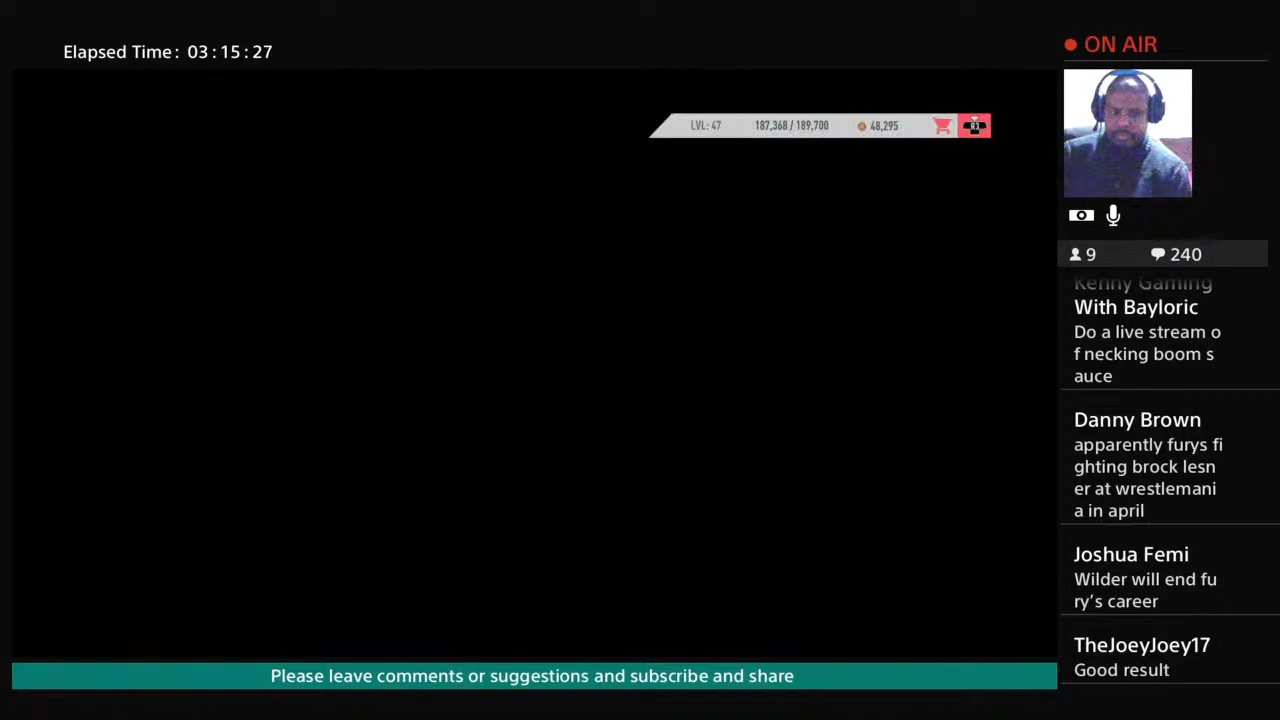 Elapsed Time: 03:15:27
ON AIR
LVL: 47 187,368 / 189,700 48,295 R3
9 240
Kenny Gaming
With Bayloric
Do a live stream o
f necking boom s
auce
Danny Brown
apparently furys fi
ghting brock lesn
er at wrestlemani
a in april
Joshua Femi
Wilder will end fu
ry's career
TheJoeyJoey17
Good result
Please leave comments or suggestions and subscribe and share